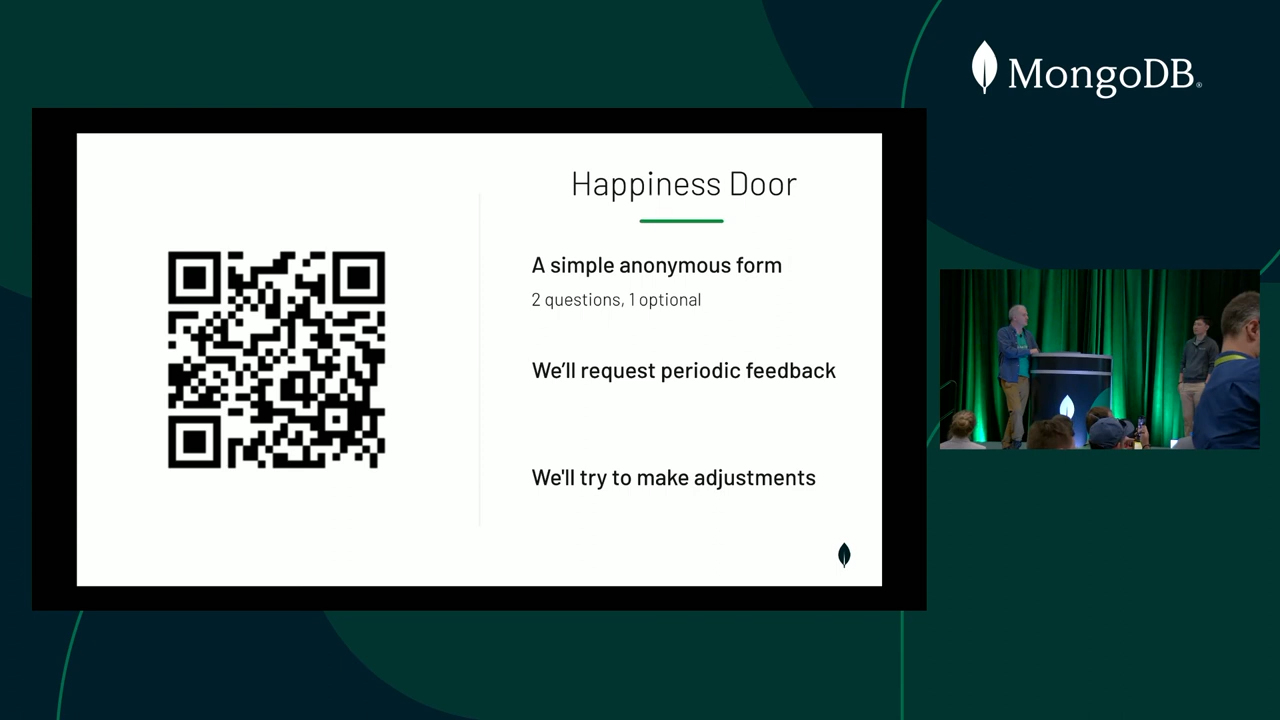 MongoDB®
Happiness Door
A simple anonymous form
2 questions, 1 optional
We’ll request periodic feedback
We'll try to make adjustments